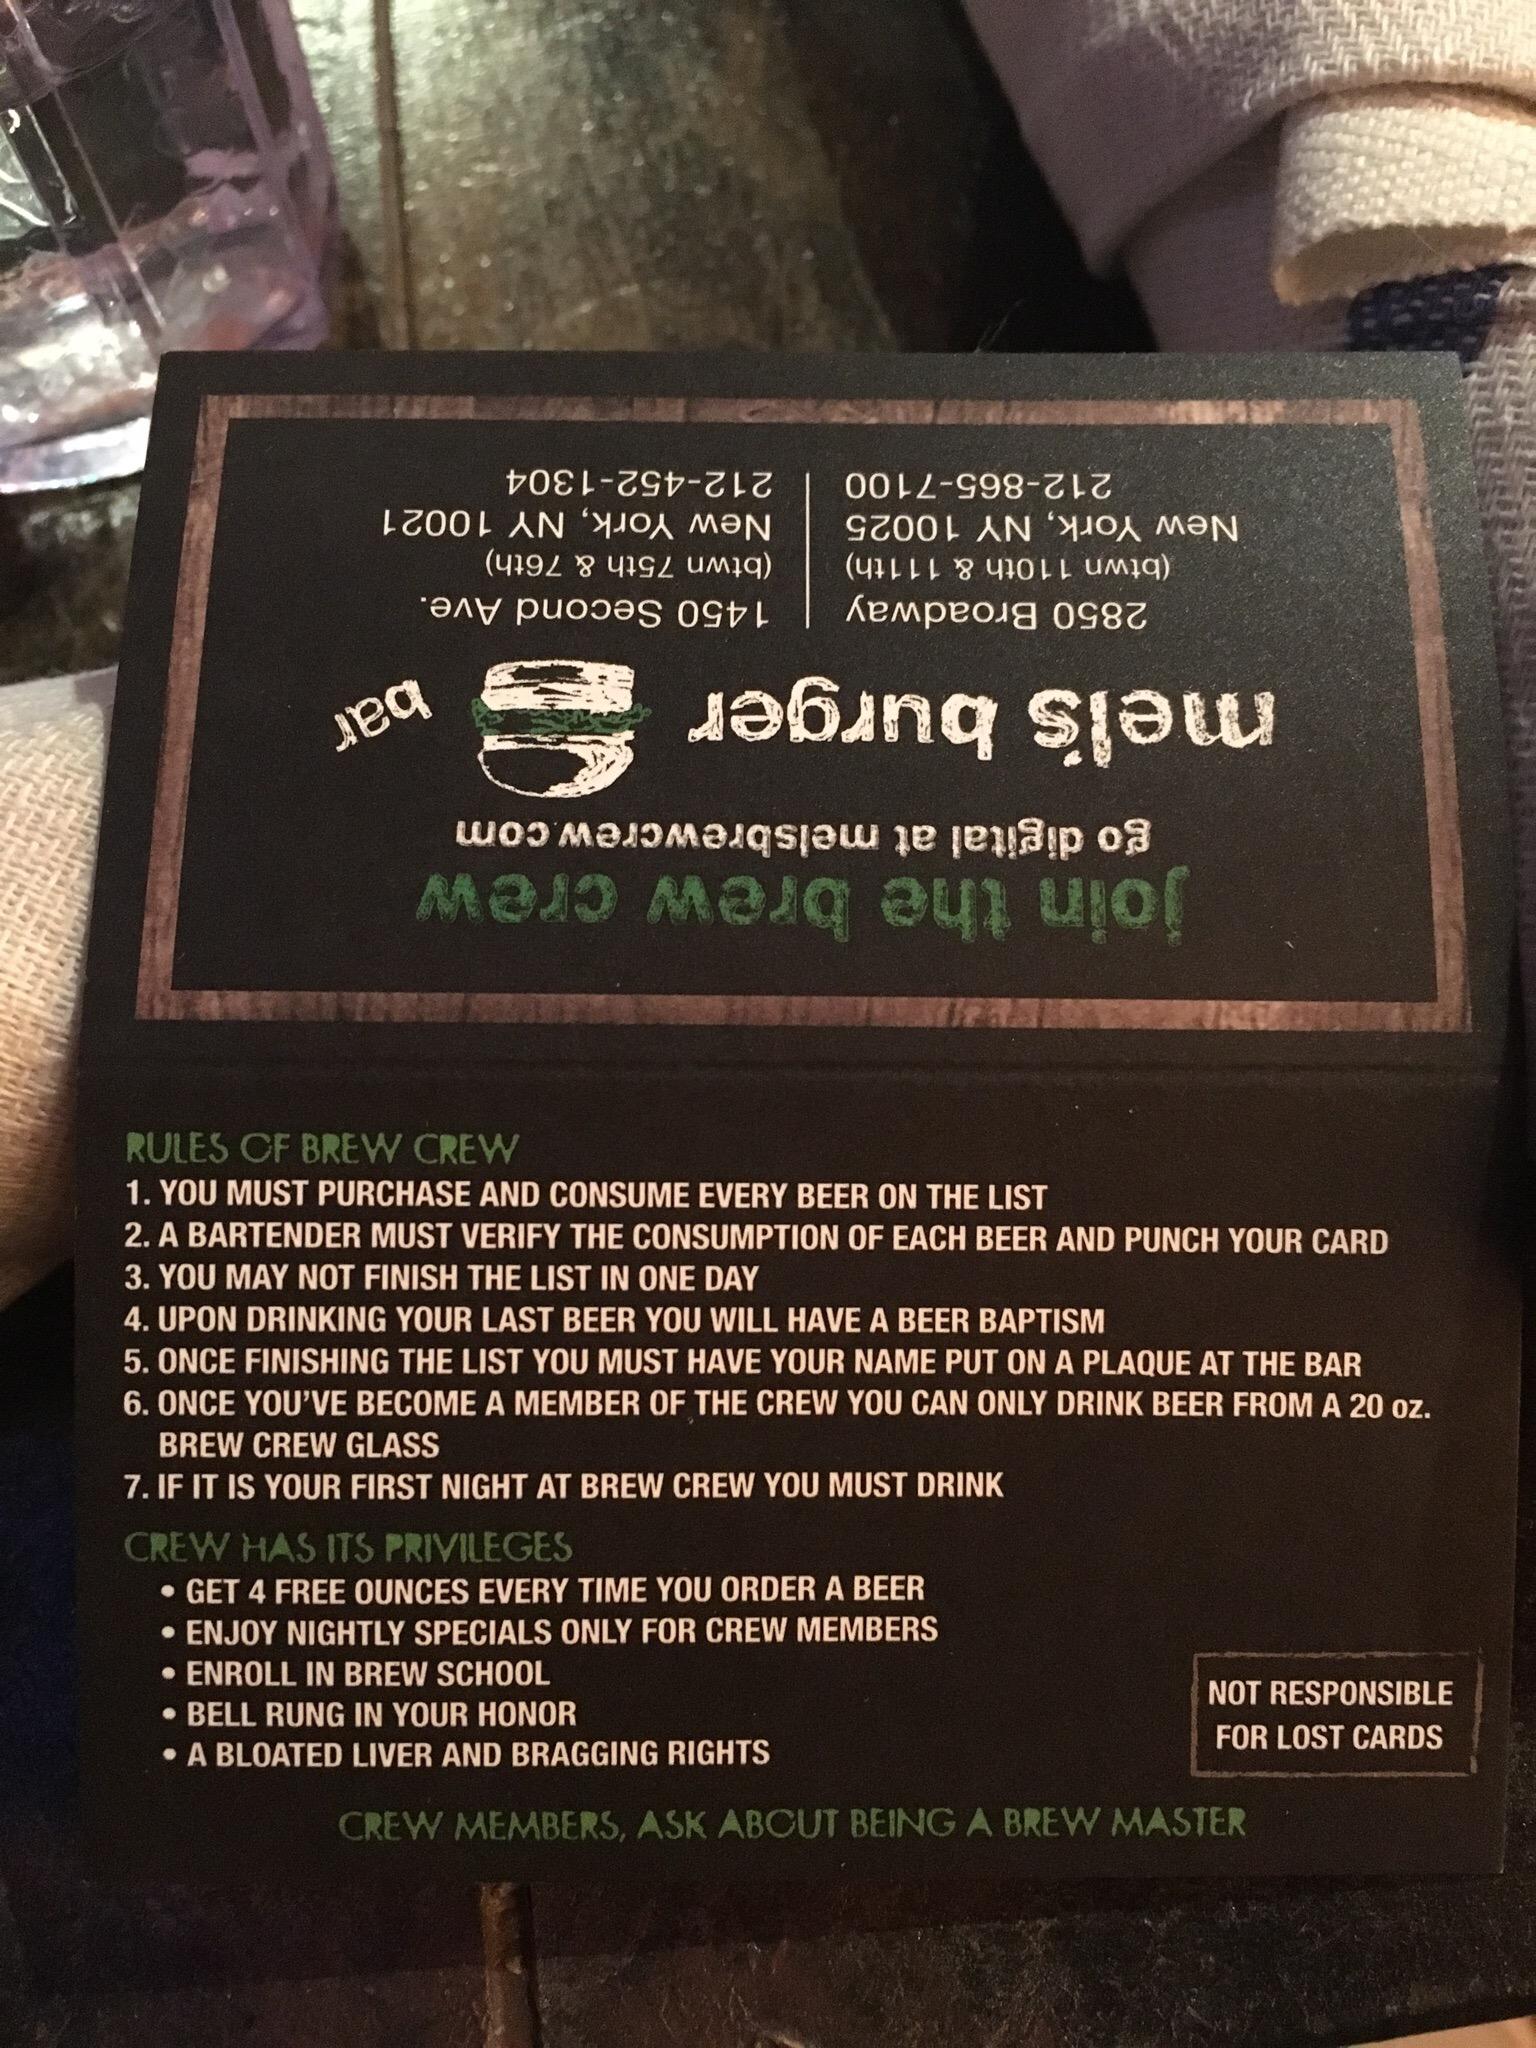 join the brew crew
go digital at melsbrewcrew.com
mel's burger bar
2850 Broadway
(btwn 110th & 111th)
New York, NY 10025
212-865-7100
1450 Second Ave.
(btwn 75th & 76th)
New York, NY 10021
212-452-1304
RULES OF BREW CREW
1. YOU MUST PURCHASE AND CONSUME EVERY BEER ON THE LIST
2. A BARTENDER MUST VERIFY THE CONSUMPTION OF EACH BEER AND PUNCH YOUR CARD
3. YOU MAY NOT FINISH THE LIST IN ONE DAY
4. UPON DRINKING YOUR LAST BEER YOU WILL HAVE A BEER BAPTISM
5. ONCE FINISHING THE LIST YOU MUST HAVE YOUR NAME PUT ON A PLAQUE AT THE BAR
6. ONCE YOU'VE BECOME A MEMBER OF THE CREW YOU CAN ONLY DRINK BEER FROM A 20 oz.
BREW CREW GLASS
7. IF IT IS YOUR FIRST NIGHT AT BREW CREW YOU MUST DRINK
CREW HAS ITS PRIVILEGES
• GET 4 FREE OUNCES EVERY TIME YOU ORDER A BEER
• ENJOY NIGHTLY SPECIALS ONLY FOR CREW MEMBERS
• ENROLL IN BREW SCHOOL
• BELL RUNG IN YOUR HONOR
• A BLOATED LIVER AND BRAGGING RIGHTS
NOT RESPONSIBLE
FOR LOST CARDS
CREW MEMBERS, ASK ABOUT BEING A BREW MASTER